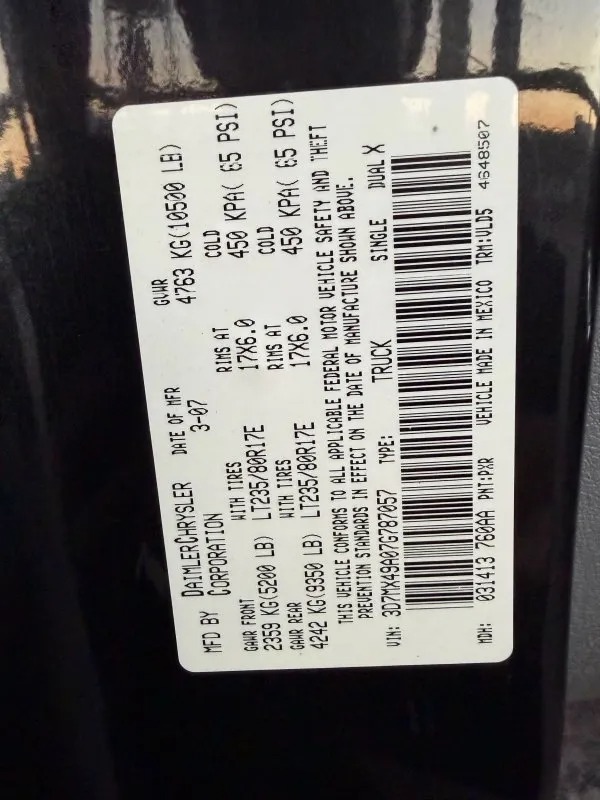 MFD BY DAIMLERCHRYSLER CORPORATION
DATE OF MFR 3-07
GVWR 4763 KG(10500 LB)
GAWR FRONT WITH TIRES RIMS AT COLD
2359 KG(5200 LB) LT235/80R17E 17X6.0 450 KPA( 65 PSI)
GAWR REAR WITH TIRES RIMS AT COLD
4242 KG(9350 LB) LT235/80R17E 17X6.0 450 KPA( 65 PSI)
THIS VEHICLE CONFORMS TO ALL APPLICABLE FEDERAL MOTOR VEHICLE SAFETY AND THEFT
PREVENTION STANDARDS IN EFFECT ON THE DATE OF MANUFACTURE SHOWN ABOVE.
VIN: 3D7MX49A07G787057 TYPE: TRUCK SINGLE DUAL X
MDH: 031413 760AA PNT:PXR VEHICLE MADE IN MEXICO TRM:VLD5
4648507